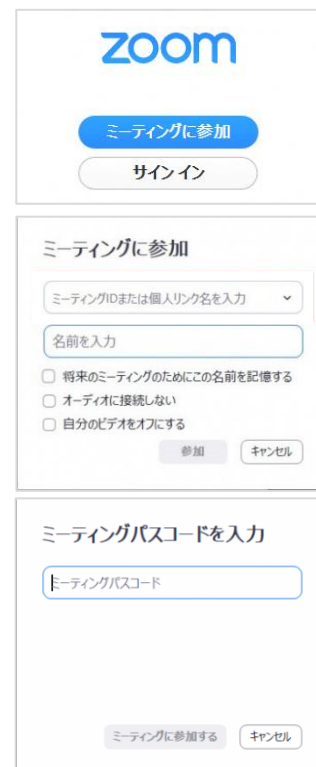 zoom
ミーティングに参加
サインイン
ミーティングに参加
ミーティングIDまたは個人リンク名を入力
名前を入力
将来のミーティングのためにこの名前を記憶する
オーディオに接続しない
自分のビデオをオフにする
参加 キャンセル
ミーティングパスコードを入力
ミーティングパスコード
ミーティングに参加する キャンセル